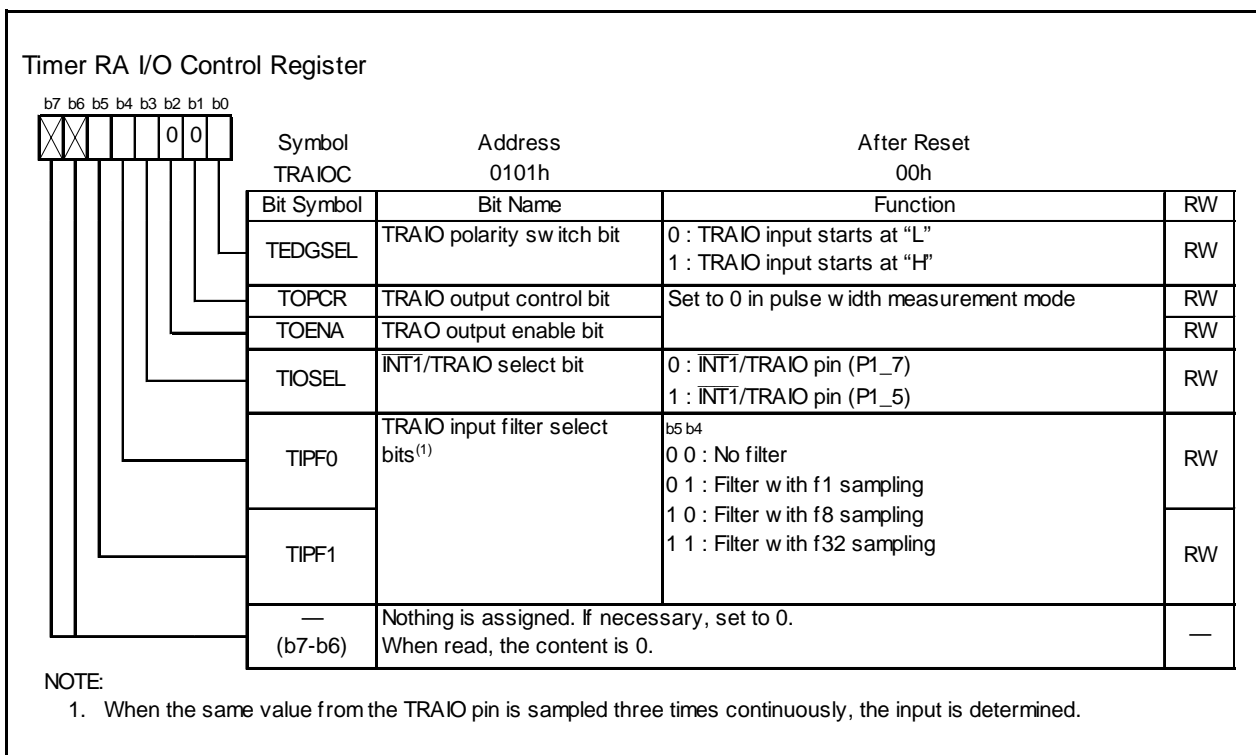 Timer RA I/O Control Register
b7 b6 b5 b4 b3 b2 b1 b0
0 0
Symbol Address After Reset
TRAIOC 0101h 00h
Bit Symbol Bit Name Function RW
TEDGSEL TRAIO polarity switch bit 0 : TRAIO input starts at “L” RW
1 : TRAIO input starts at “H”
TOPCR TRAIO output control bit Set to 0 in pulse width measurement mode RW
TOENA TRAO output enable bit RW
TIOSEL INT1/TRAIO select bit 0 : INT1/TRAIO pin (P1_7) RW
1 : INT1/TRAIO pin (P1_5)
TIPF0 TRAIO input filter select bits(1) b5 b4 RW
0 0 : No filter
0 1 : Filter with f1 sampling
TIPF1 1 0 : Filter with f8 sampling RW
1 1 : Filter with f32 sampling
— Nothing is assigned. If necessary, set to 0. —
(b7-b6) When read, the content is 0.
NOTE:
1. When the same value from the TRAIO pin is sampled three times continuously, the input is determined.